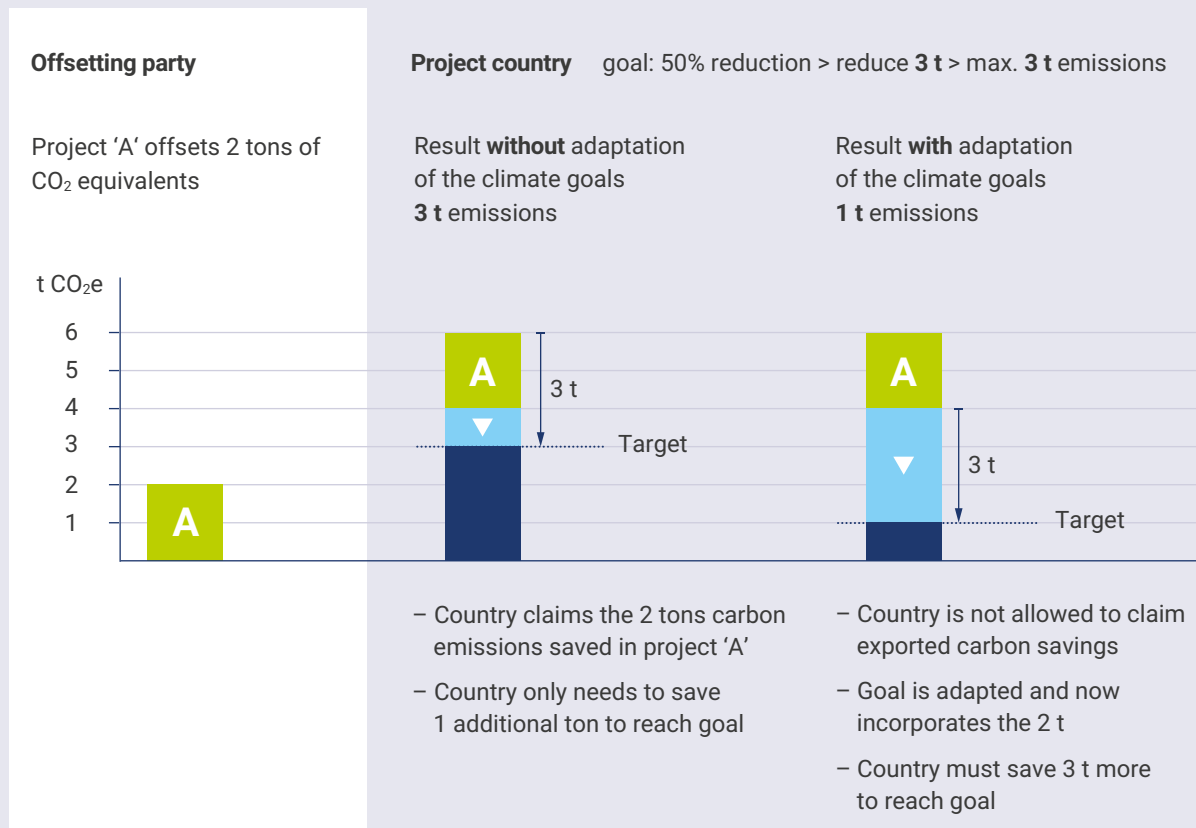 Offsetting party
Project ‘A‘ offsets 2 tons of
CO₂ equivalents
Project country goal: 50% reduction > reduce 3 t > max. 3 t emissions
Result without adaptation
of the climate goals
3 t emissions
Result with adaptation
of the climate goals
1 t emissions
t CO₂e
6
5
4
3
2
1
A
A
3 t
Target
A
3 t
Target
– Country claims the 2 tons carbon
emissions saved in project ‘A’
– Country only needs to save
1 additional ton to reach goal
– Country is not allowed to claim
exported carbon savings
– Goal is adapted and now
incorporates the 2 t
– Country must save 3 t more
to reach goal